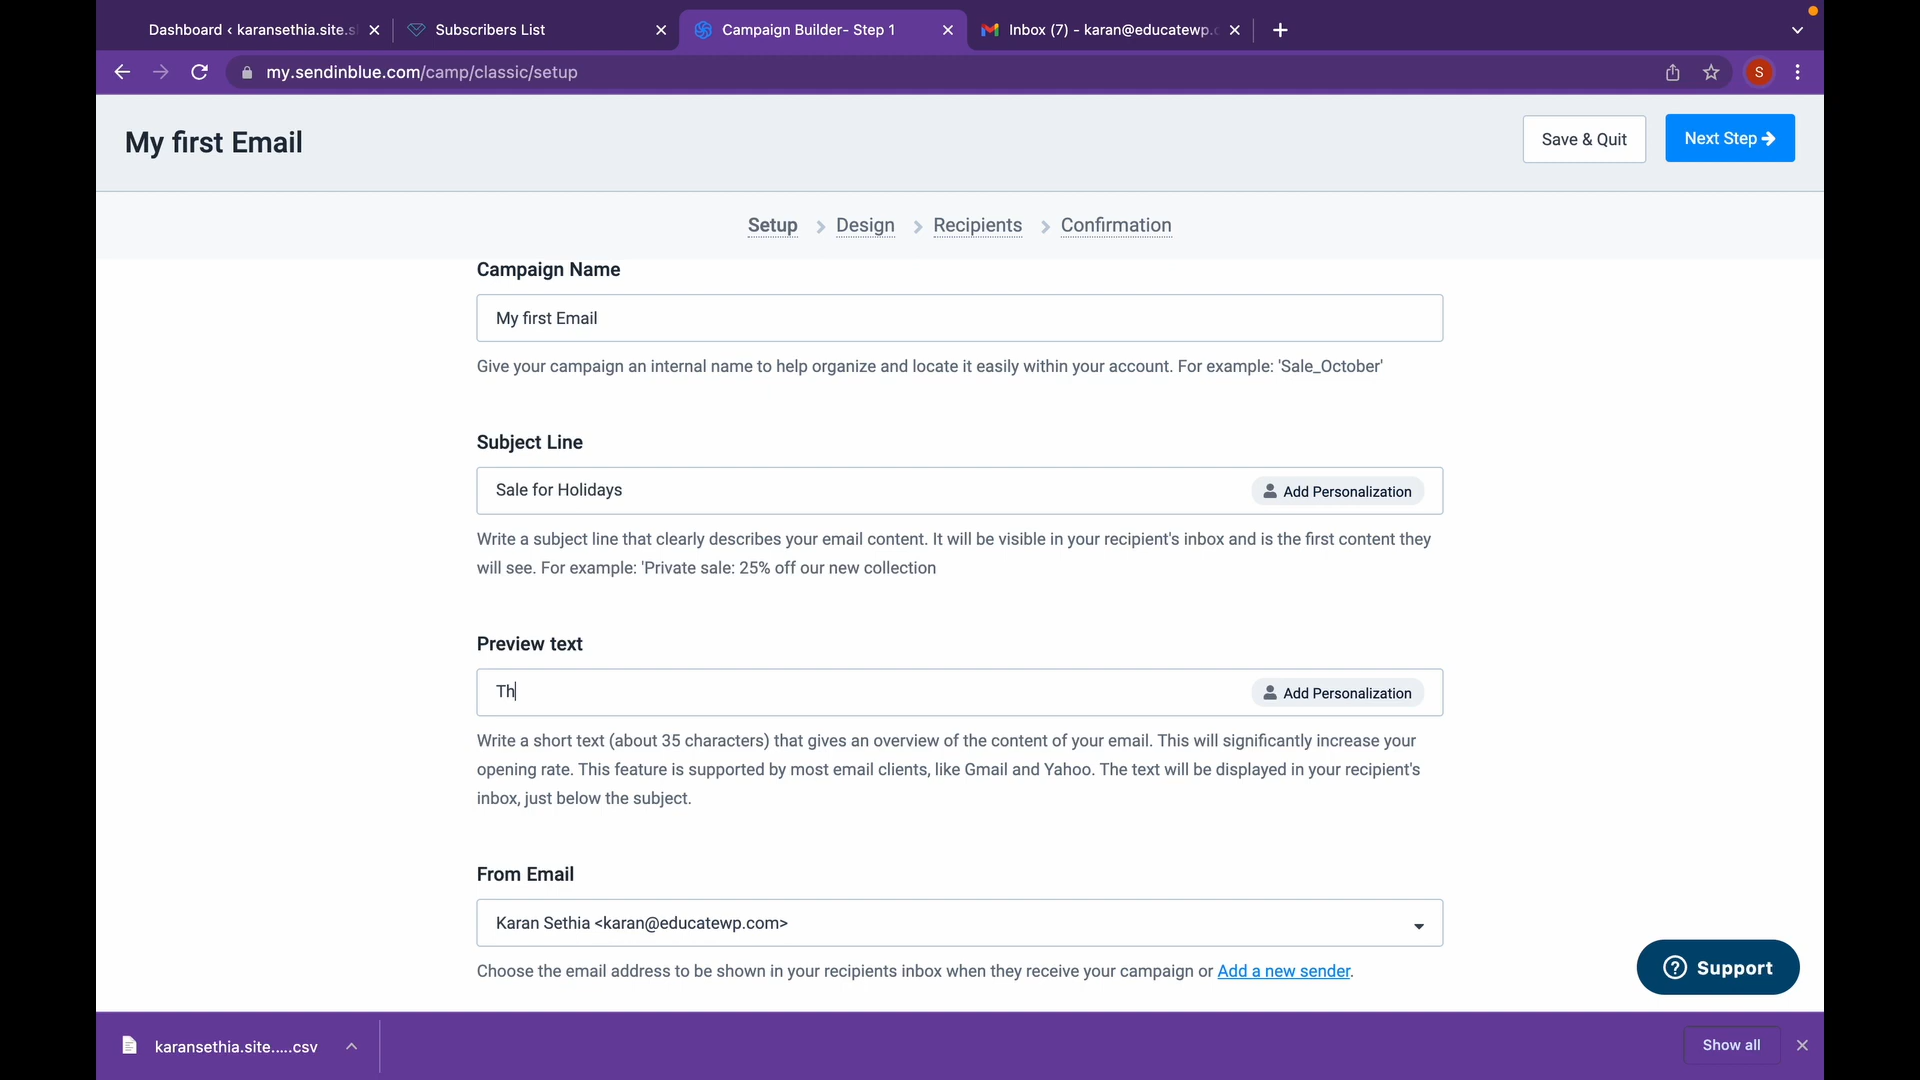 Dashboard ‹ karansethia.site.s
Subscribers List
Campaign Builder- Step 1
Inbox (7) - karan@educatewp.c
my.sendinblue.com/camp/classic/setup
S
My first Email
Save & Quit
Next Step
Setup
Design
Recipients
Confirmation
Campaign Name
My first Email
Give your campaign an internal name to help organize and locate it easily within your account. For example: 'Sale_October'
Subject Line
Sale for Holidays
Add Personalization
Write a subject line that clearly describes your email content. It will be visible in your recipient's inbox and is the first content they
will see. For example: 'Private sale: 25% off our new collection
Preview text
Th
Add Personalization
Write a short text (about 35 characters) that gives an overview of the content of your email. This will significantly increase your
opening rate. This feature is supported by most email clients, like Gmail and Yahoo. The text will be displayed in your recipient's
inbox, just below the subject.
From Email
Karan Sethia <karan@educatewp.com>
Choose the email address to be shown in your recipients inbox when they receive your campaign or Add a new sender.
Support
karansethia.site.....csv
Show all